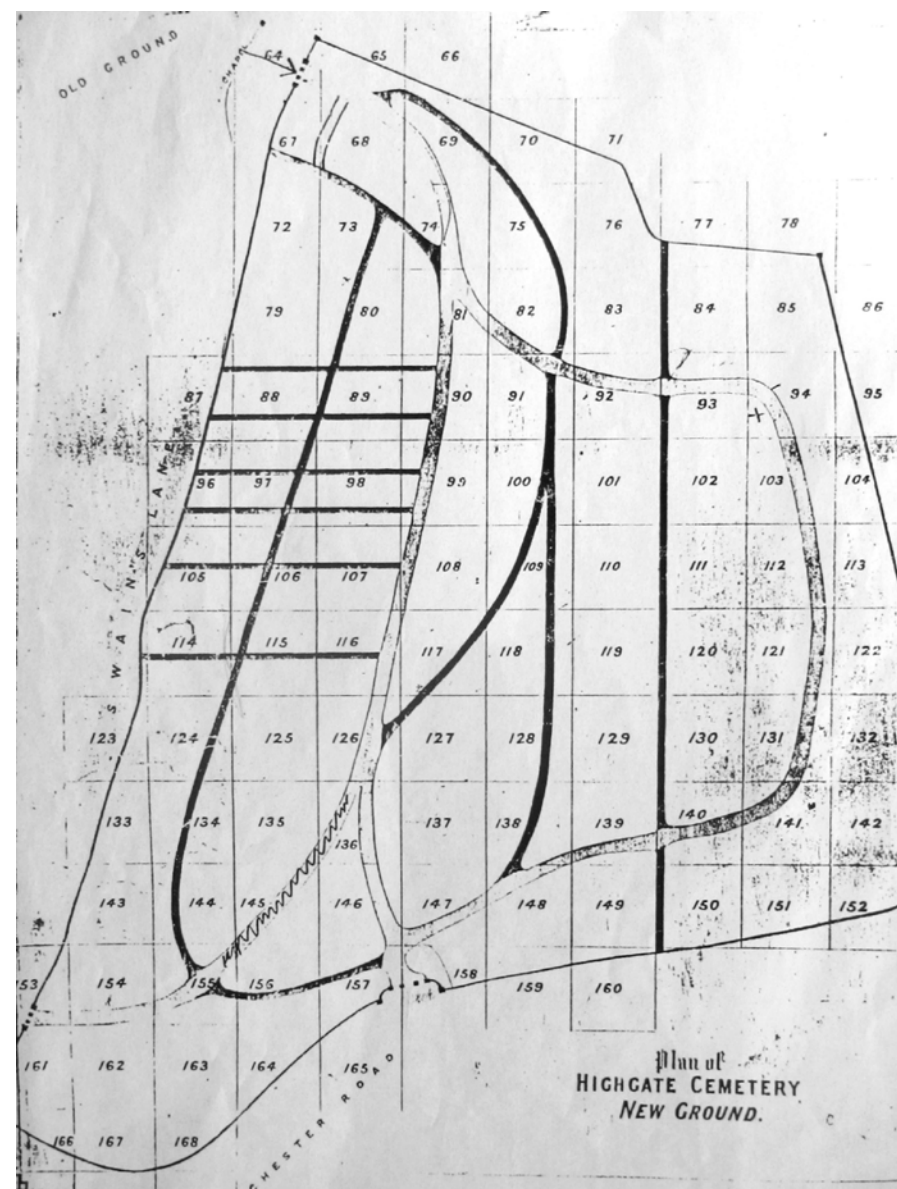 OLD GROUND
CHAPEL
64 65 66
67 68 69 70 71
72 73 74 75 76 77 78
79 80 81 82 83 84 85 86
87 88 89 90 91 92 93 94 95
SWAINS LANE
96 97 98 99 100 101 102 103 104
105 106 107 108 109 110 111 112 113
114 115 116 117 118 119 120 121 122
123 124 125 126 127 128 129 130 131 132
133 134 135 136 137 138 139 140 141 142
143 144 145 146 147 148 149 150 151 152
153 154 155 156 157 158 159 160
161 162 163 164 165
166 167 168
CHESTER ROAD
Plan of
HIGHGATE CEMETERY
NEW GROUND.